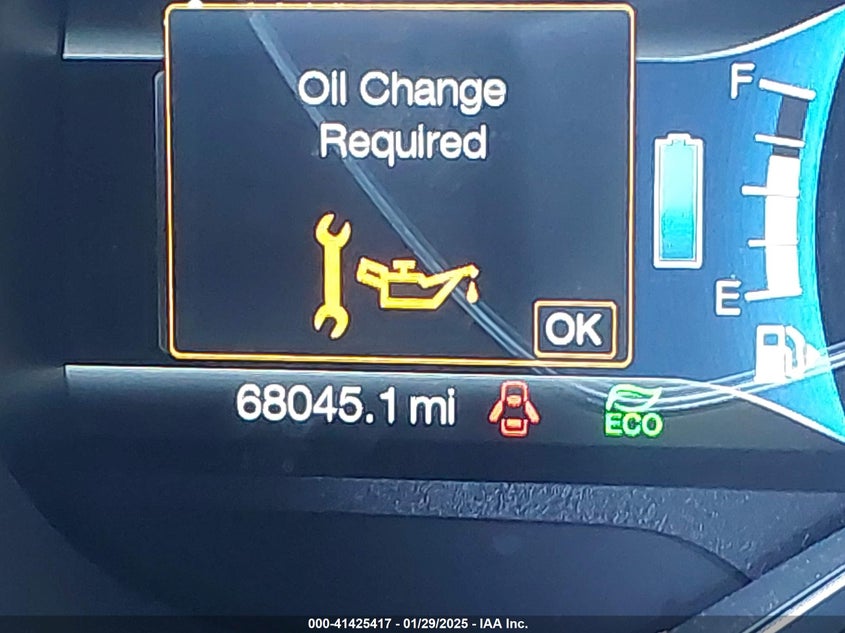 Oil Change
Required
OK
F
E
68045.1 mi
ECO
000-41425417 - 01/29/2025 - IAA Inc.